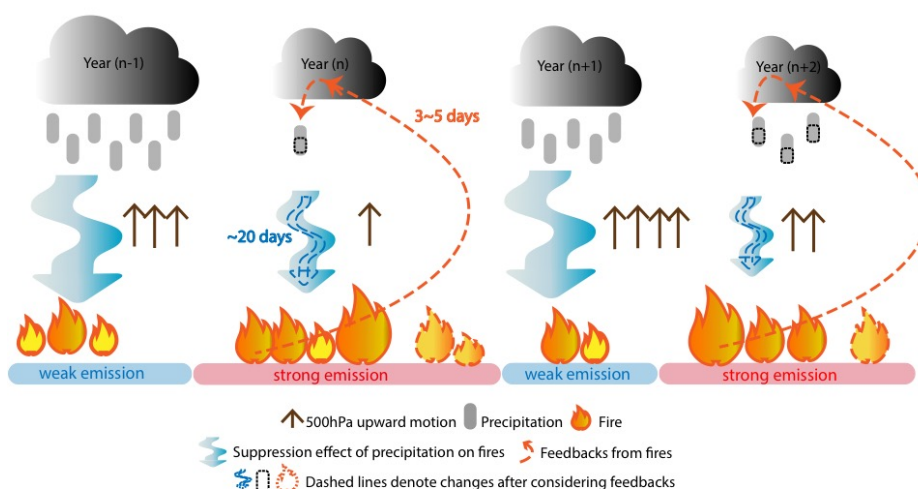 Year (n-1)
Year (n)
Year (n+1)
Year (n+2)
3~5 days
~20 days
weak emission
strong emission
weak emission
strong emission
500hPa upward motion
Precipitation
Fire
Suppression effect of precipitation on fires
Feedbacks from fires
Dashed lines denote changes after considering feedbacks